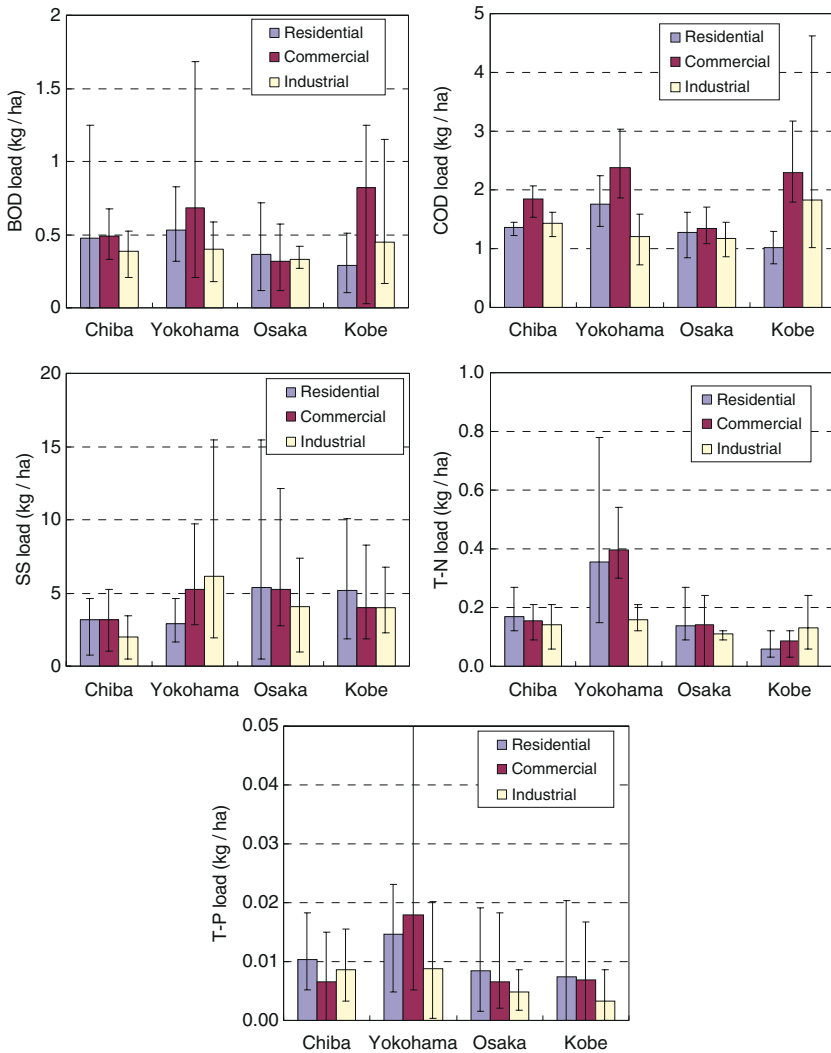 BOD load (kg / ha)
2
1.5
1
0.5
0
Residential
Commercial
Industrial
Chiba Yokohama Osaka Kobe
COD load (kg / ha)
5
4
3
2
1
0
Residential
Commercial
Industrial
Chiba Yokohama Osaka Kobe
SS load (kg / ha)
20
15
10
5
0
Residential
Commercial
Industrial
Chiba Yokohama Osaka Kobe
T-N load (kg / ha)
1.0
0.8
0.6
0.4
0.2
0.0
Residential
Commercial
Industrial
Chiba Yokohama Osaka Kobe
T-P load (kg / ha)
0.05
0.04
0.03
0.02
0.01
0.00
Residential
Commercial
Industrial
Chiba Yokohama Osaka Kobe